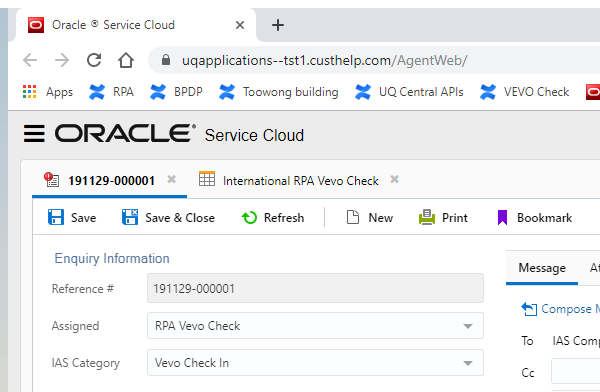 Oracle ® Service Cloud
uqapplications--tst1.custhelp.com/AgentWeb/
Apps RPA BPDP Toowong building UQ Central APIs VEVO Check
ORACLE® Service Cloud
191129-000001 International RPA Vevo Check
Save Save & Close Refresh New Print Bookmark
Enquiry Information
Message
Reference # 191129-000001
Compose
Assigned RPA Vevo Check
To IAS
IAS Category Vevo Check In
Cc